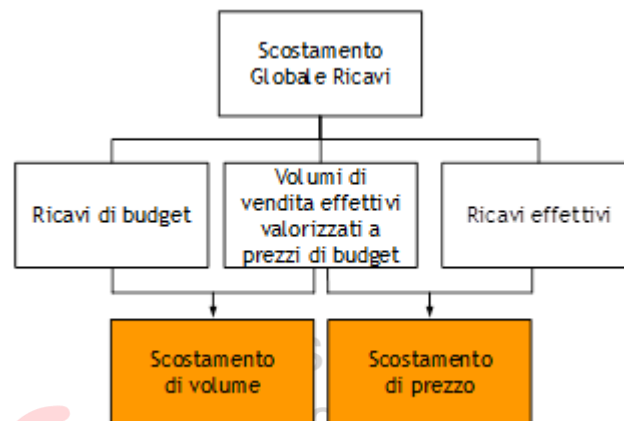 Scostamento
Globale Ricavi
Ricavi di budget
Volumi di
vendita effettivi
valorizzati a
prezzi di budget
Ricavi effettivi
Scostamento
di volume
Scostamento
di prezzo